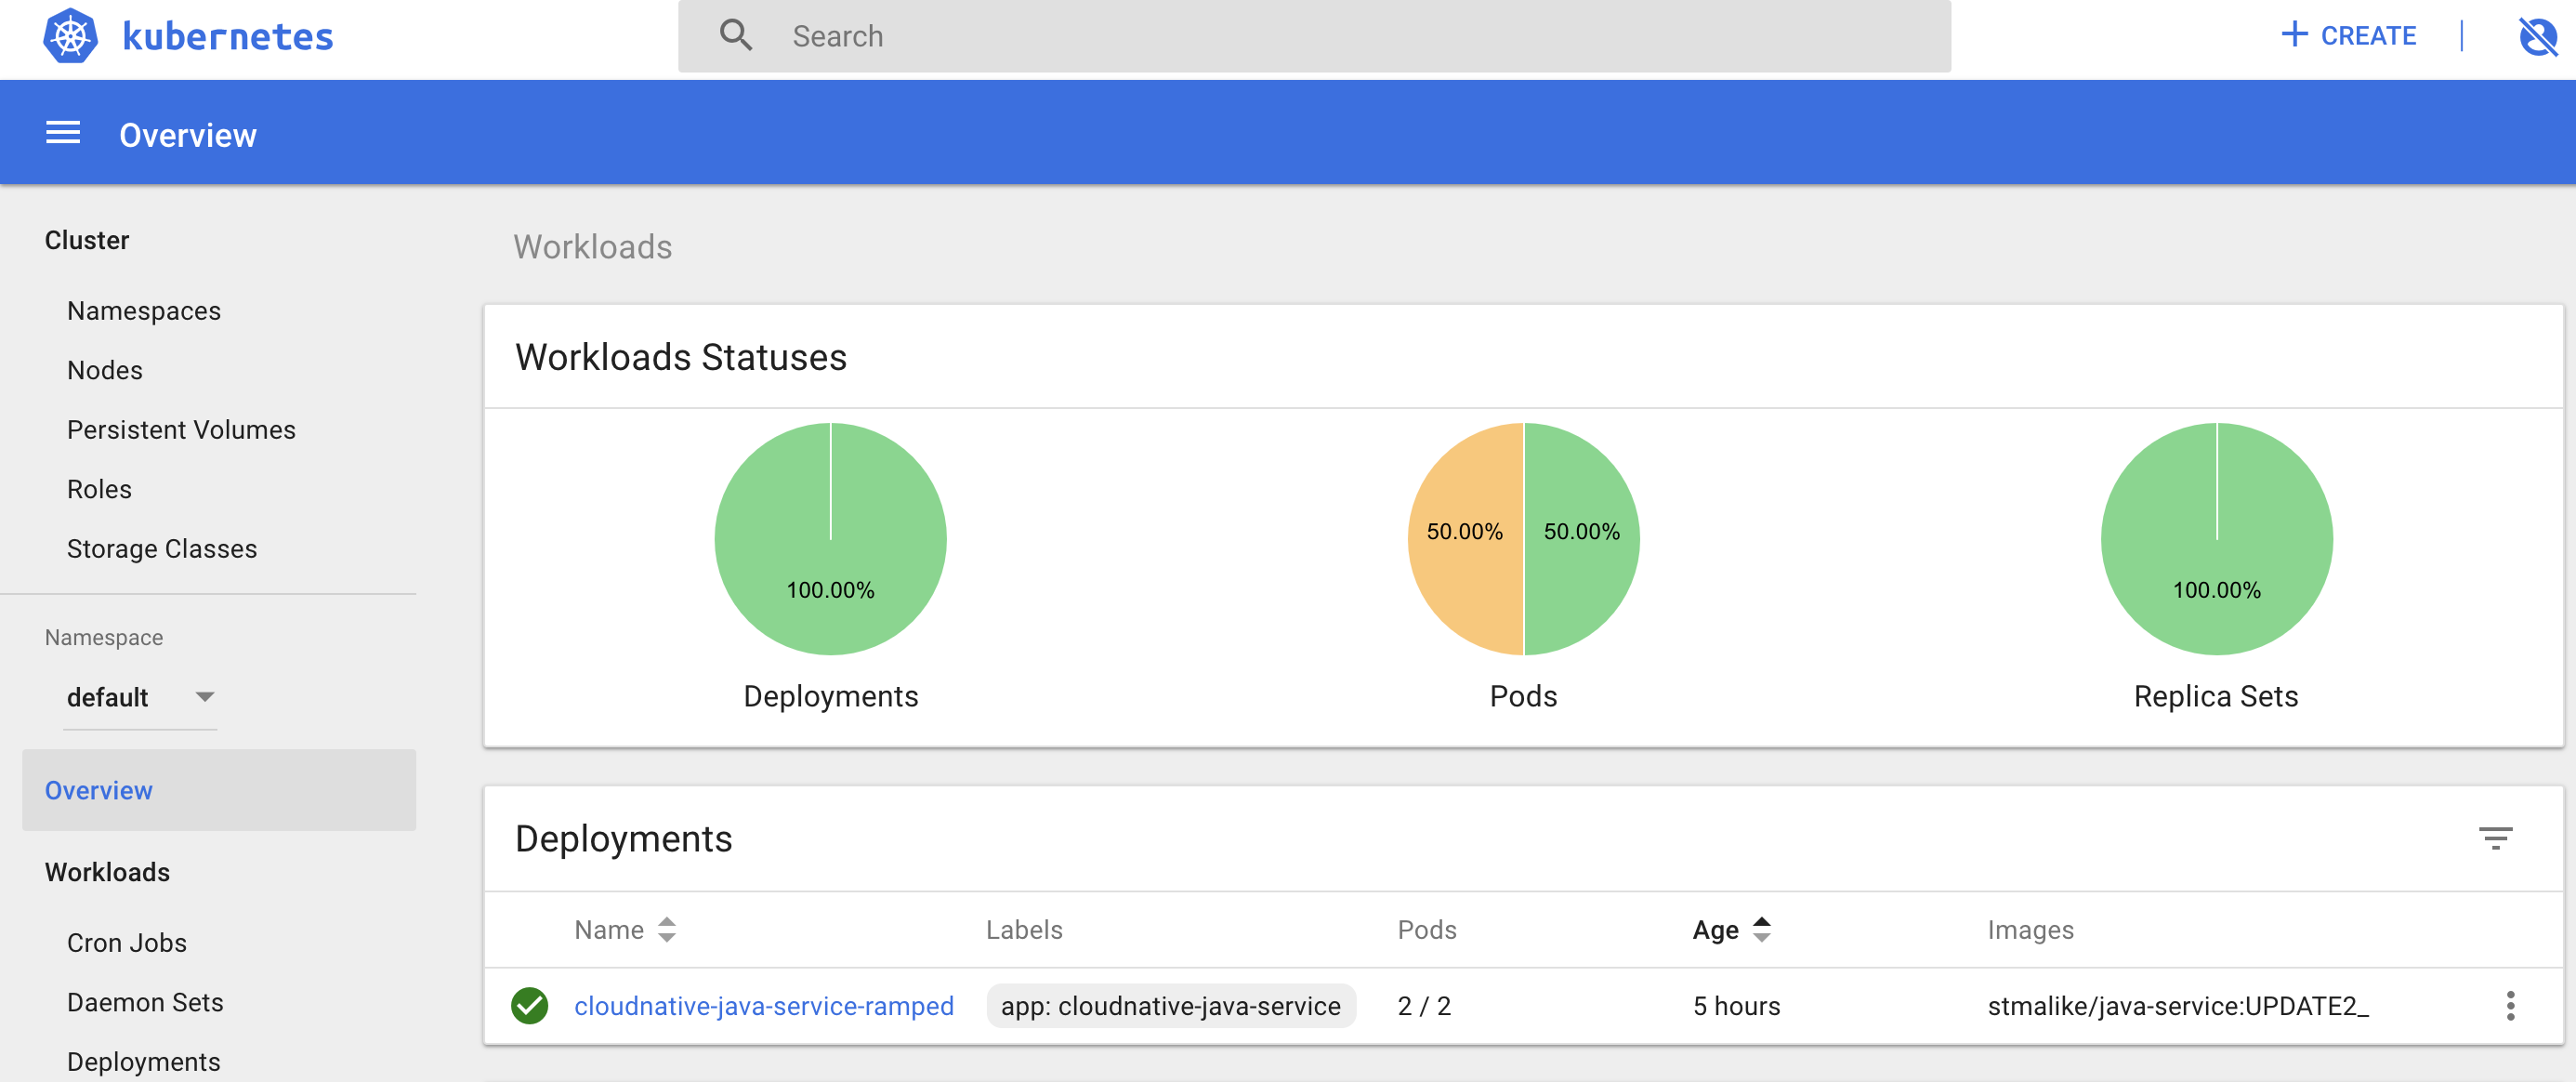 kubernetes
Search
CREATE
Overview
Cluster
Namespaces
Nodes
Persistent Volumes
Roles
Storage Classes
Namespace
default
Overview
Workloads
Cron Jobs
Daemon Sets
Deployments
Workloads
Workloads Statuses
100.00%
50.00% 50.00%
100.00%
Deployments
Pods
Replica Sets
Deployments
Name Labels Pods Age Images
cloudnative-java-service-ramped app: cloudnative-java-service 2 / 2 5 hours stmalike/java-service:UPDATE2_